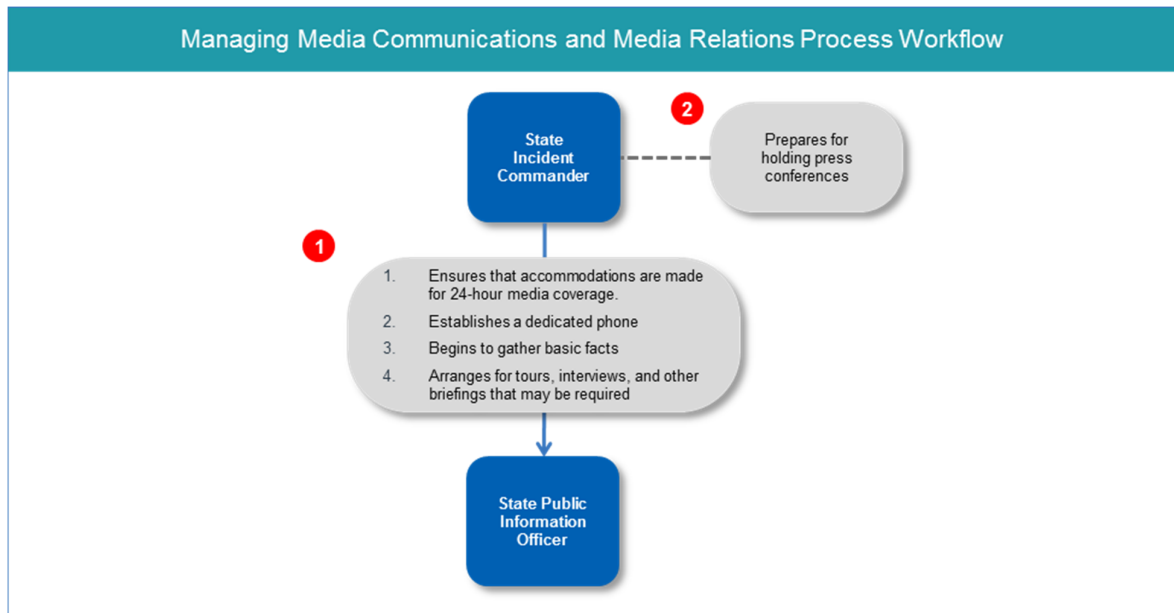 Managing Media Communications and Media Relations Process Workflow
State
Incident
Commander
2
Prepares for
holding press
conferences
1
1. Ensures that accommodations are made
for 24-hour media coverage.
2. Establishes a dedicated phone
3. Begins to gather basic facts
4. Arranges for tours, interviews, and other
briefings that may be required
State Public
Information
Officer